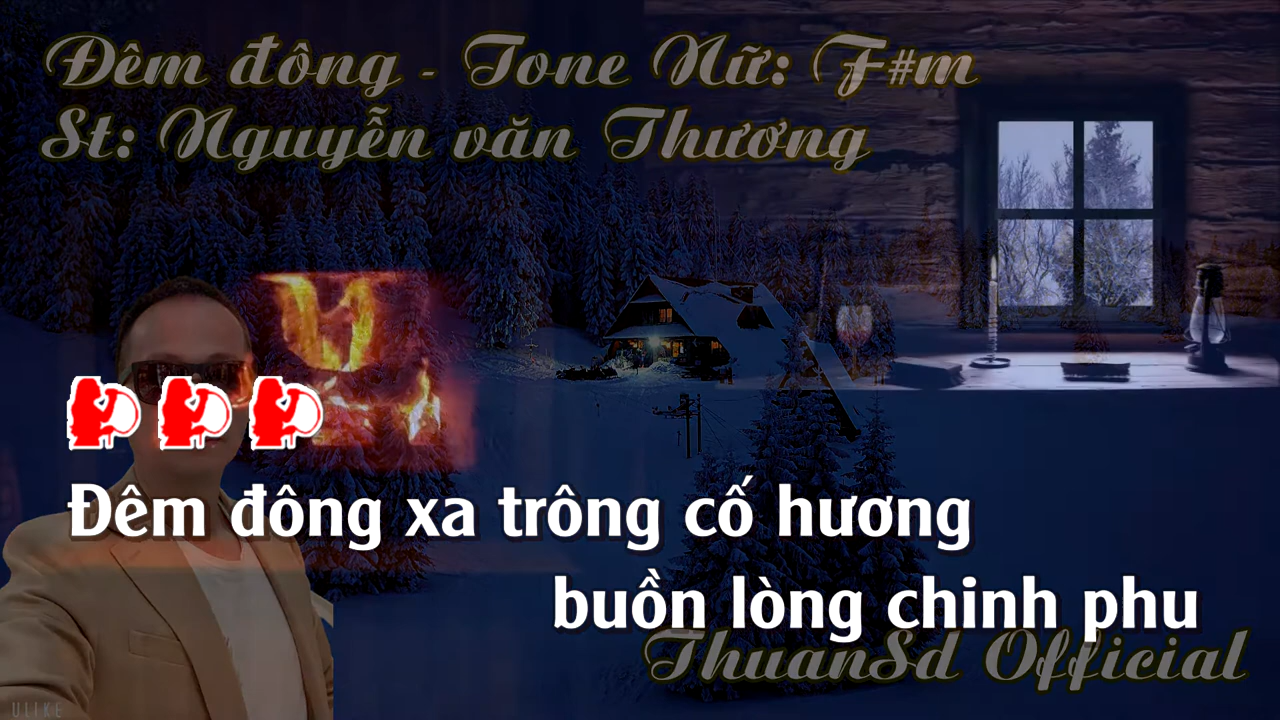 Đêm đông - Tone Nữ: F#m
St: Nguyễn văn Thương
Đêm đông xa trông cố hương
buồn lòng chinh phu
ThuanSd Official
ULIKE